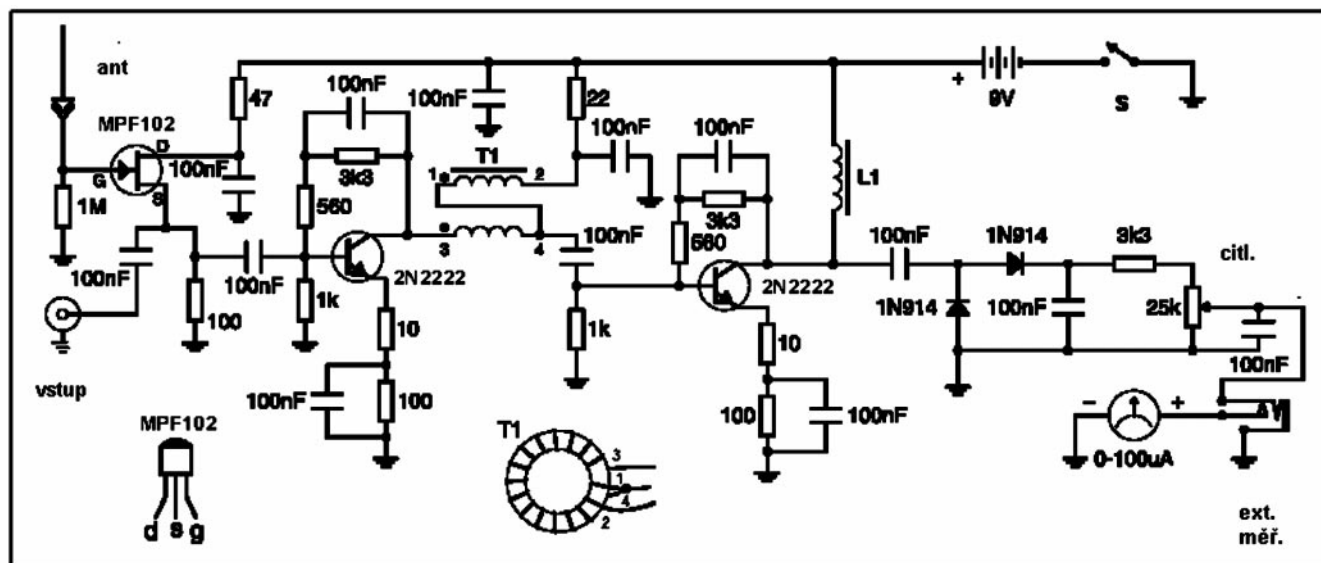 ant
47
100nF
100nF
22
+
9V
S
MPF102
D
G
S
100nF
1M
3k3
T1
1
2
100nF
100nF
3k3
L1
560
560
3
4
100nF
100nF
1N914
3k3
citl.
100nF
100
100nF
2N2222
1k
1k
2N2222
1N914
100nF
25k
100nF
vstup
10
10
100nF
100
100
100nF
MPF102
d s g
T1
3
1
4
2
−
+
0-100uA
ext.
měř.